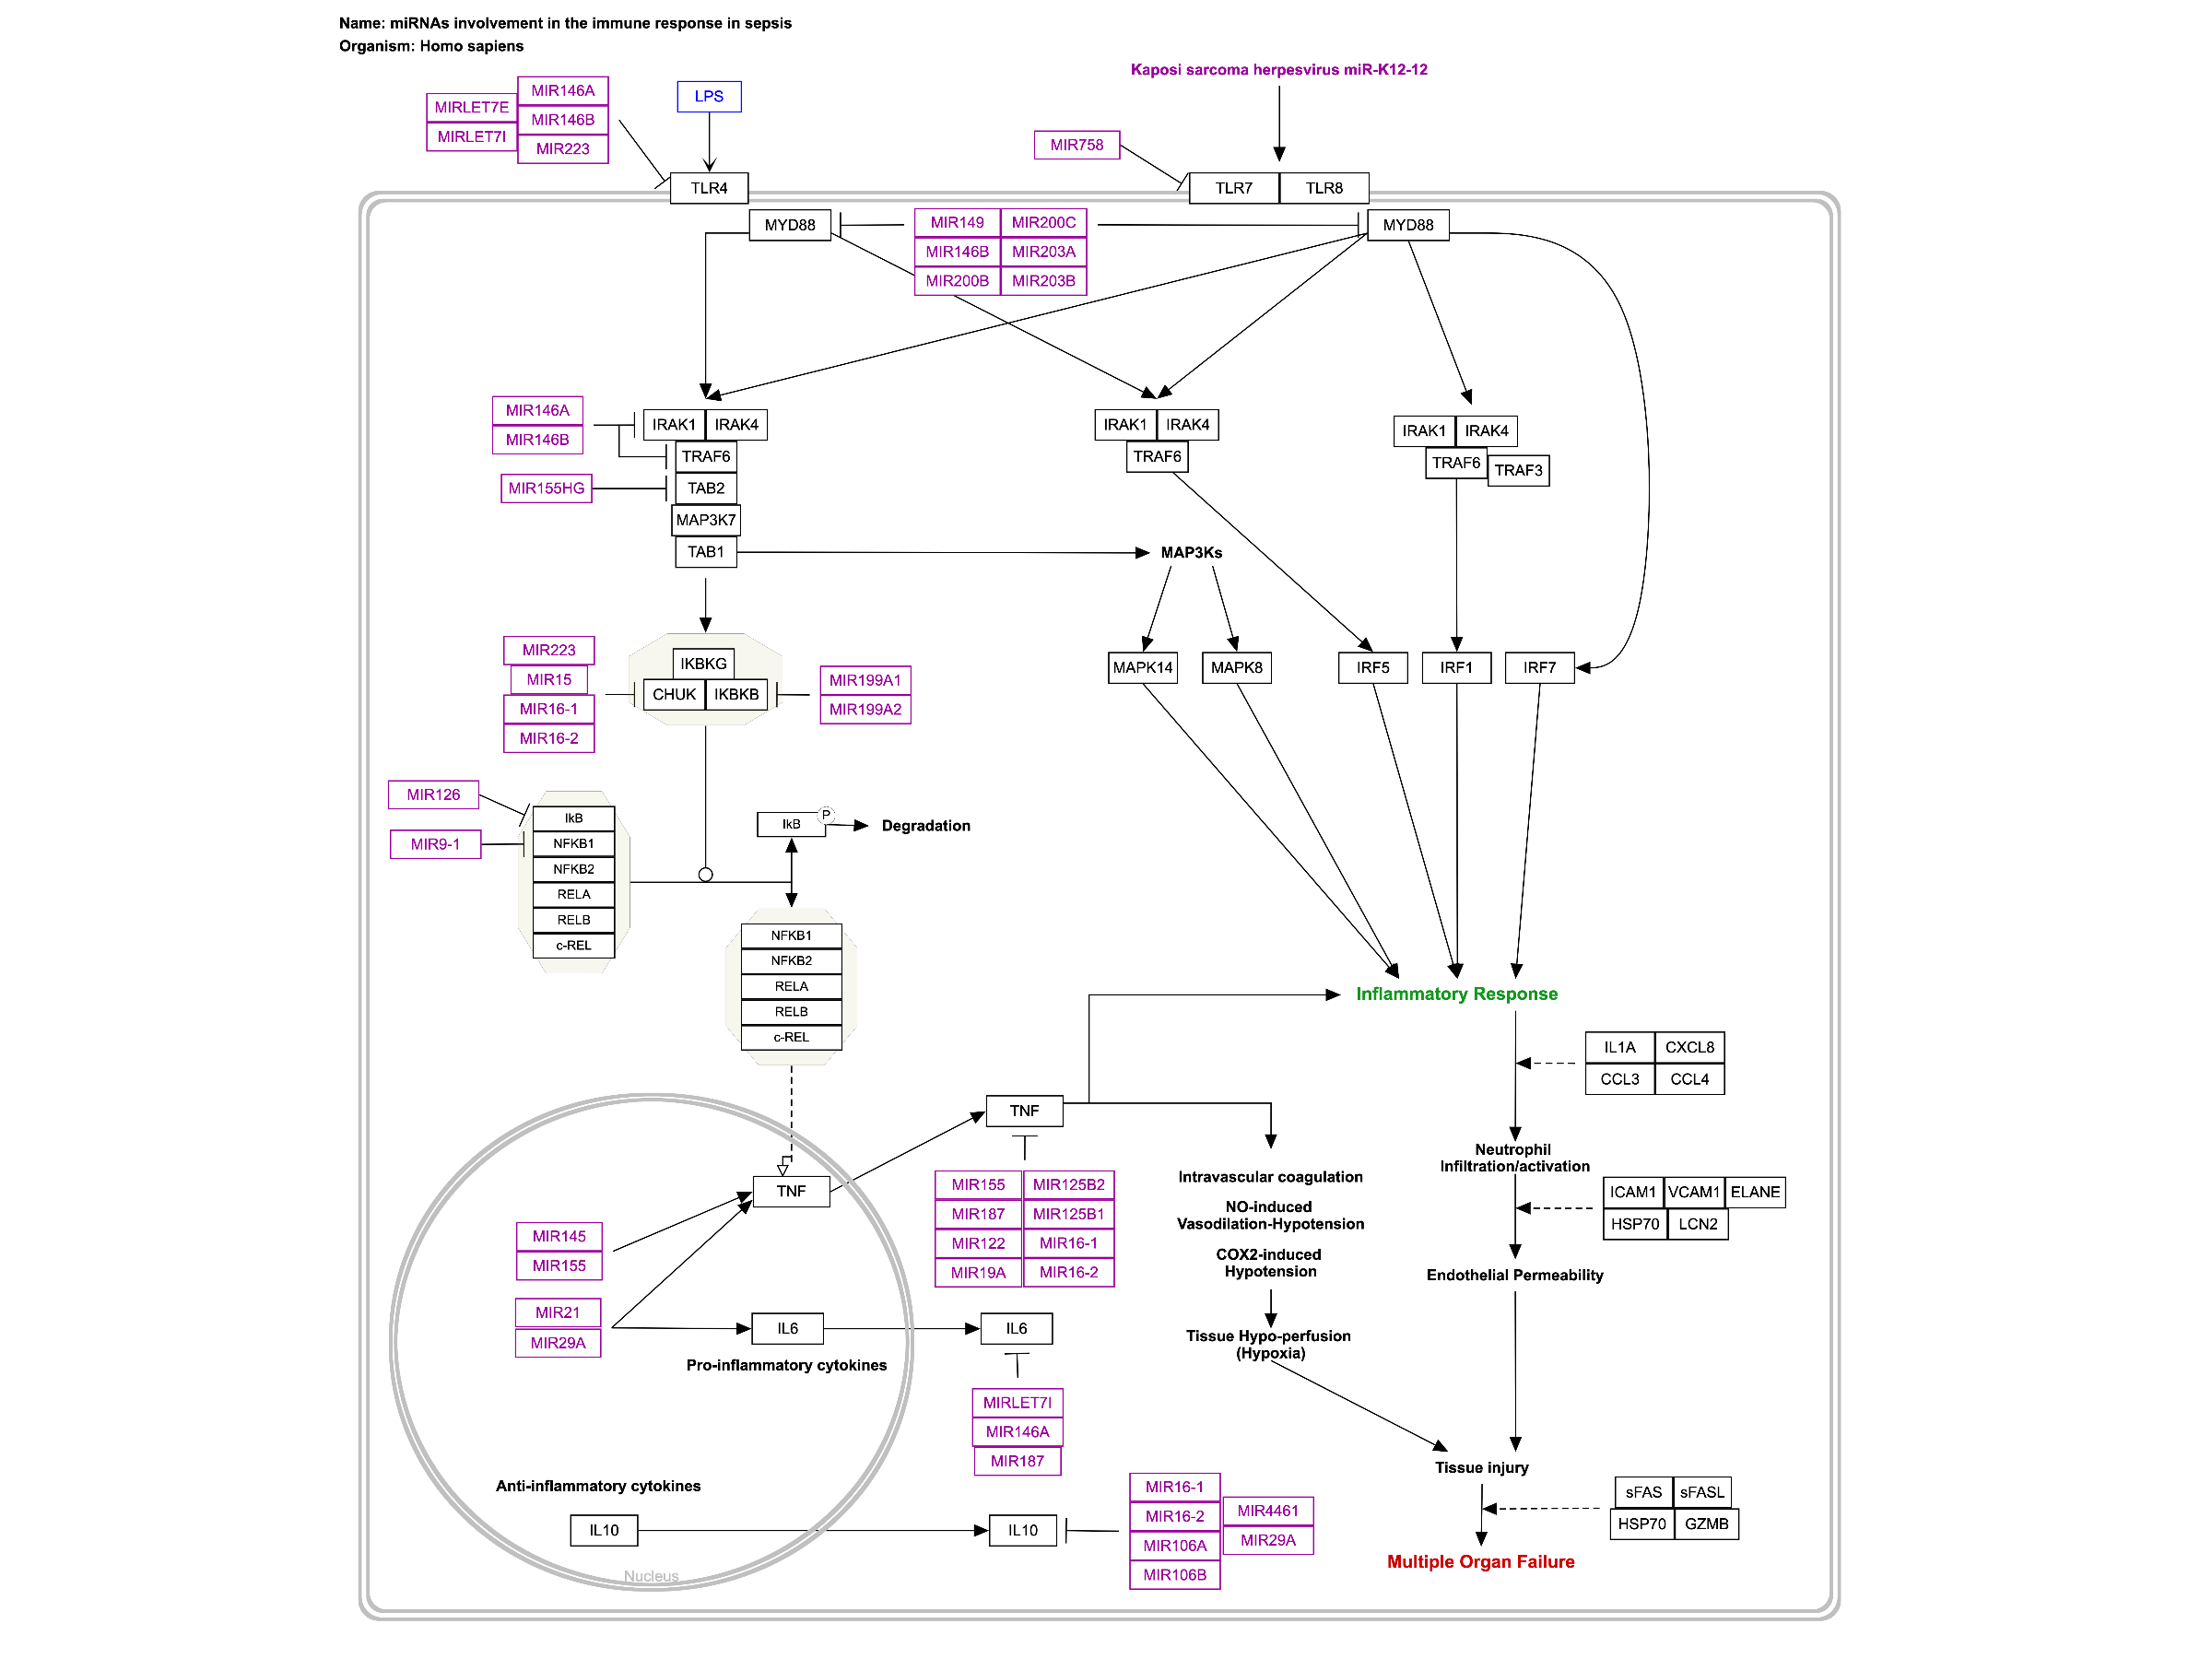 Name: miRNAs involvement in the immune response in sepsis
Organism: Homo sapiens
Kaposi sarcoma herpesvirus miR-K12-12
MIRLET7E
MIRLET7I
MIR146A
MIR146B
MIR223
LPS
MIR758
TLR4
TLR7
TLR8
MYD88
MIR149
MIR200C
MIR146B
MIR203A
MIR200B
MIR203B
MYD88
MIR146A
MIR146B
IRAK1
IRAK4
TRAF6
MIR155HG
TAB2
MAP3K7
TAB1
IRAK1
IRAK4
TRAF6
IRAK1
IRAK4
TRAF6
TRAF3
MAP3Ks
MIR223
MIR15
MIR16-1
MIR16-2
IKBKG
CHUK
IKBKB
MIR199A1
MIR199A2
MAPK14
MAPK8
IRF5
IRF1
IRF7
MIR126
MIR9-1
IkB
NFKB1
NFKB2
RELA
RELB
c-REL
IkB
P
Degradation
NFKB1
NFKB2
RELA
RELB
c-REL
Inflammatory Response
IL1A
CXCL8
CCL3
CCL4
TNF
TNF
MIR155
MIR125B2
MIR187
MIR125B1
MIR122
MIR16-1
MIR19A
MIR16-2
Intravascular coagulation
NO-induced
Vasodilation-Hypotension
COX2-induced
Hypotension
Neutrophil
Infiltration/activation
ICAM1
VCAM1
ELANE
HSP70
LCN2
Endothelial Permeability
MIR145
MIR155
MIR21
MIR29A
IL6
IL6
Pro-inflammatory cytokines
Tissue Hypo-perfusion
(Hypoxia)
MIRLET7I
MIR146A
MIR187
Anti-inflammatory cytokines
IL10
IL10
Nucleus
MIR16-1
MIR16-2
MIR106A
MIR106B
MIR4461
MIR29A
Tissue injury
sFAS
sFASL
HSP70
GZMB
Multiple Organ Failure